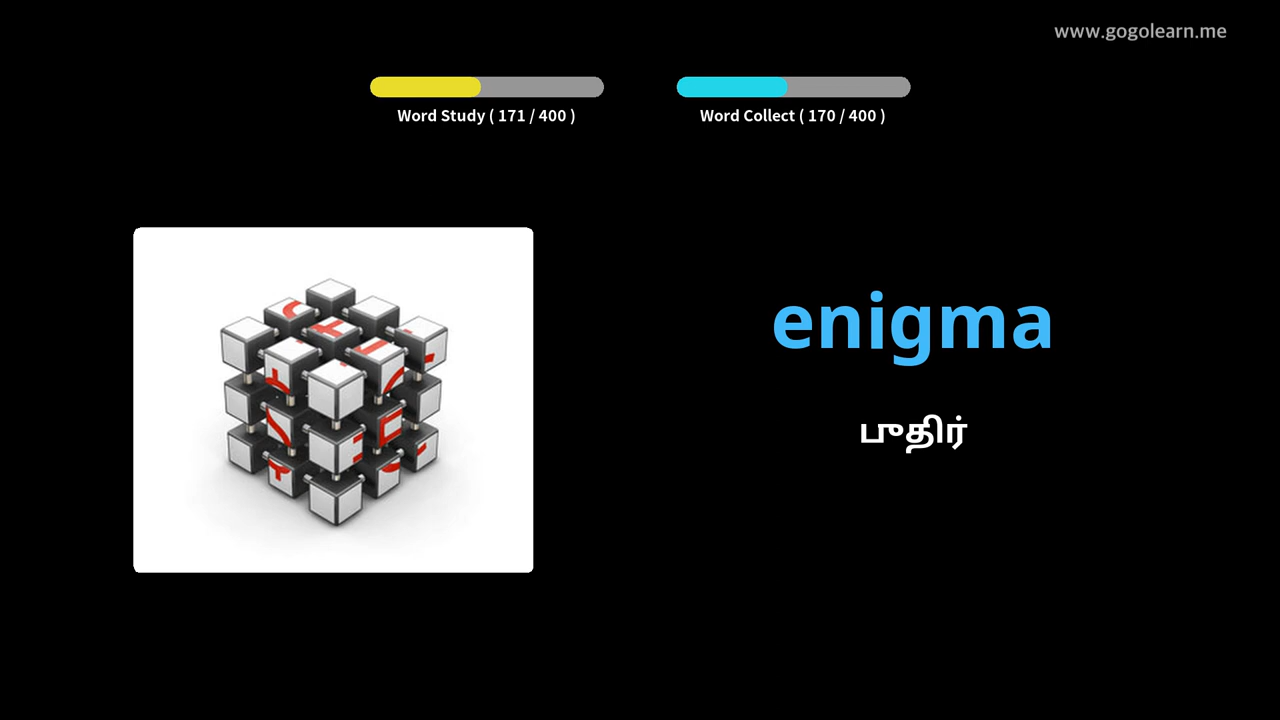 www.gogolearn.me
Word Study ( 171 / 400 )
Word Collect ( 170 / 400 )
enigma
புதிர்